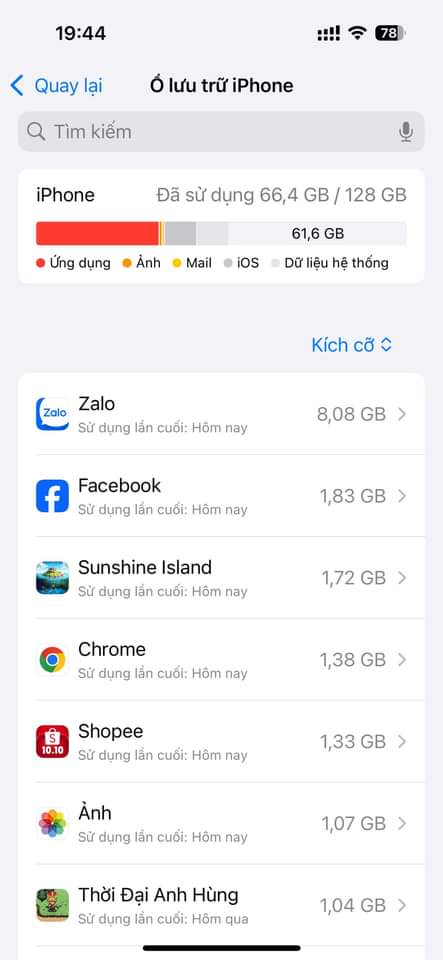 19:44
78
Quay lại
Ổ lưu trữ iPhone
Tìm kiếm
iPhone
Đã sử dụng 66,4 GB / 128 GB
61,6 GB
Ứng dụng
Ảnh
Mail
iOS
Dữ liệu hệ thống
Kích cỡ
Zalo
Zalo
8,08 GB
Sử dụng lần cuối: Hôm nay
Facebook
1,83 GB
Sử dụng lần cuối: Hôm nay
Sunshine Island
1,72 GB
Sử dụng lần cuối: Hôm nay
Chrome
1,38 GB
Sử dụng lần cuối: Hôm nay
S
10.10
Shopee
1,33 GB
Sử dụng lần cuối: Hôm nay
Ảnh
1,07 GB
Sử dụng lần cuối: Hôm nay
Thời Đại Anh Hùng
1,04 GB
Sử dụng lần cuối: Hôm qua